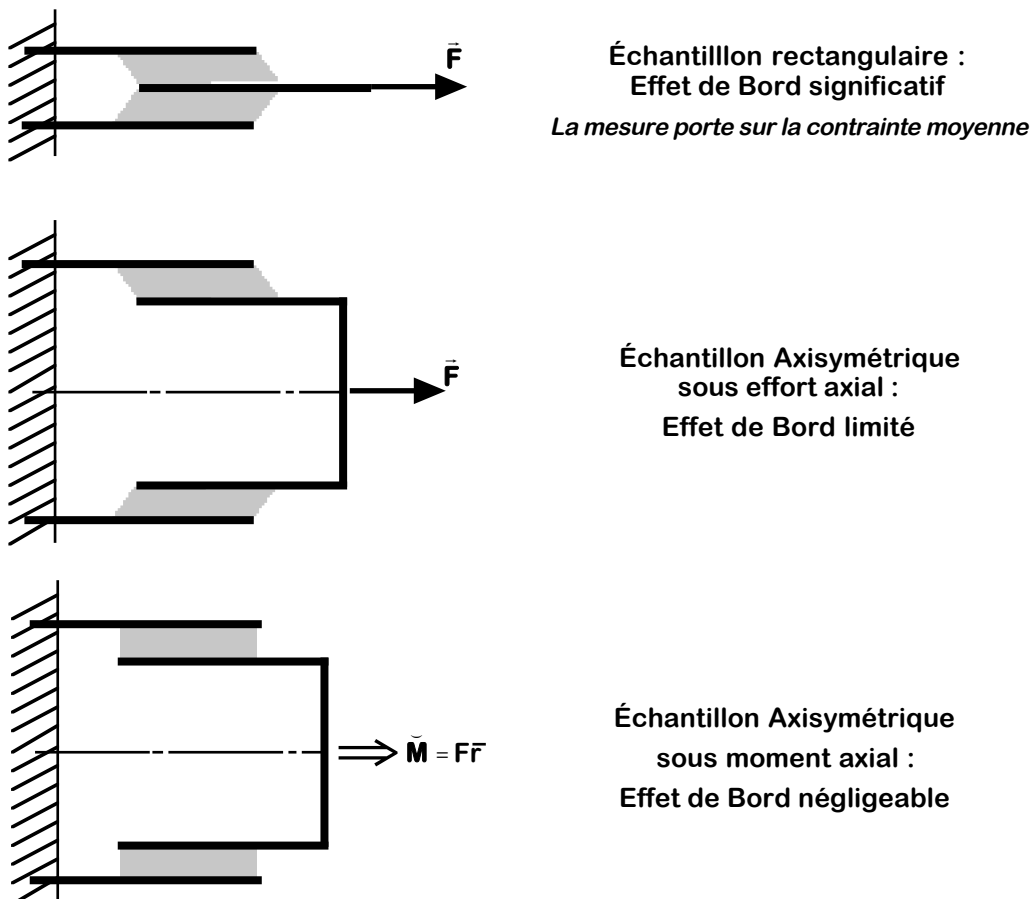 F⃗
Échantilllon rectangulaire :
Effet de Bord significatif
La mesure porte sur la contrainte moyenne
F⃗
Échantillon Axisymétrique
sous effort axial :
Effet de Bord limité
M̆ = Fr̄
Échantillon Axisymétrique
sous moment axial :
Effet de Bord négligeable